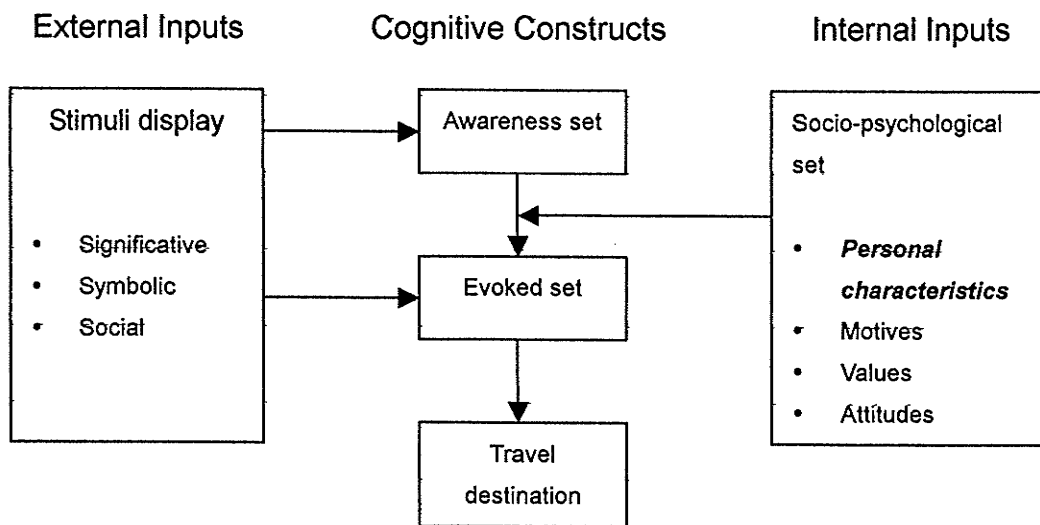 External Inputs
Cognitive Constructs
Internal Inputs
Stimuli display
• Significative
• Symbolic
• Social
Awareness set
Evoked set
Travel
destination
Socio-psychological
set
• Personal
characteristics
• Motives
• Values
• Attitudes